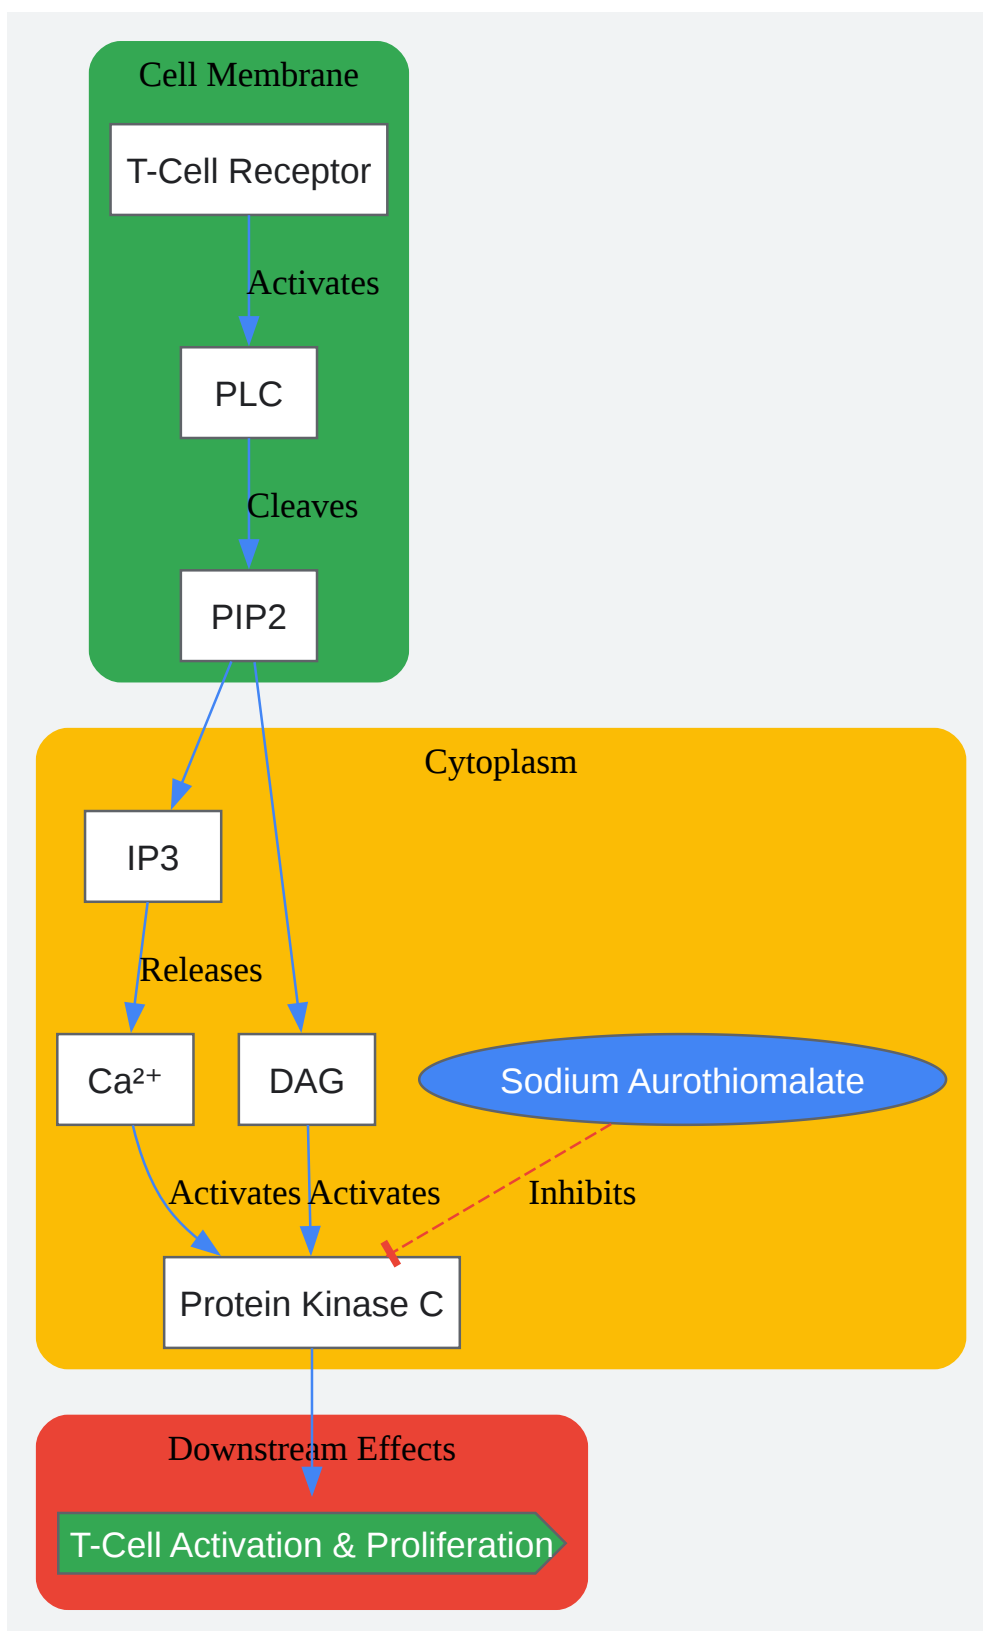 Cell Membrane
T-Cell Receptor
Activates
PLC
Cleaves
PIP2
Cytoplasm
IP3
Releases
Ca²⁺
DAG
Sodium Aurothiomalate
Activates
Activates
Inhibits
Protein Kinase C
Downstream Effects
T-Cell Activation & Proliferation